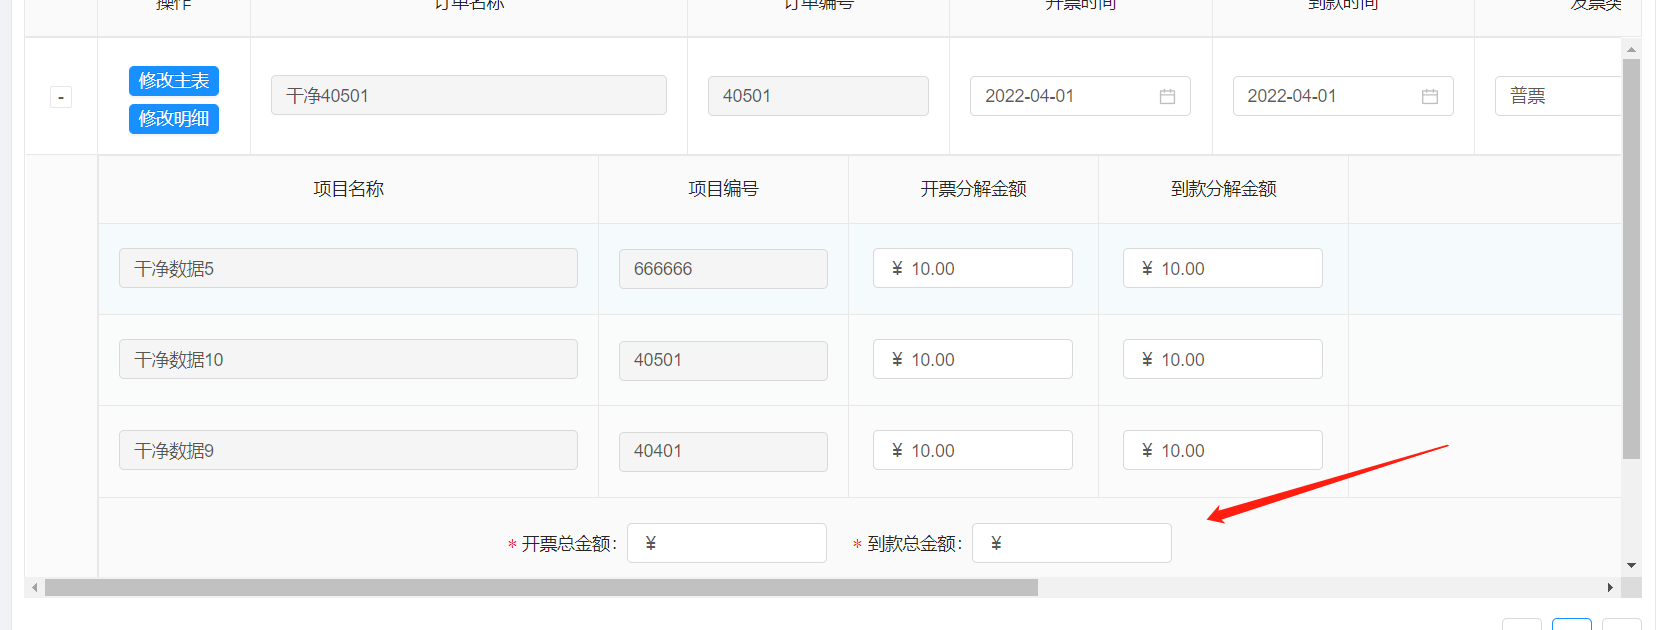 操作 订单名称 订单编号 开票时间 到款时间 发票类
修改主表
- 干净40501 40501 2022-04-01 2022-04-01 普票
修改明细
项目名称 项目编号 开票分解金额 到款分解金额
干净数据5 666666 ¥ 10.00 ¥ 10.00
干净数据10 40501 ¥ 10.00 ¥ 10.00
干净数据9 40401 ¥ 10.00 ¥ 10.00
* 开票总金额: ¥ * 到款总金额: ¥